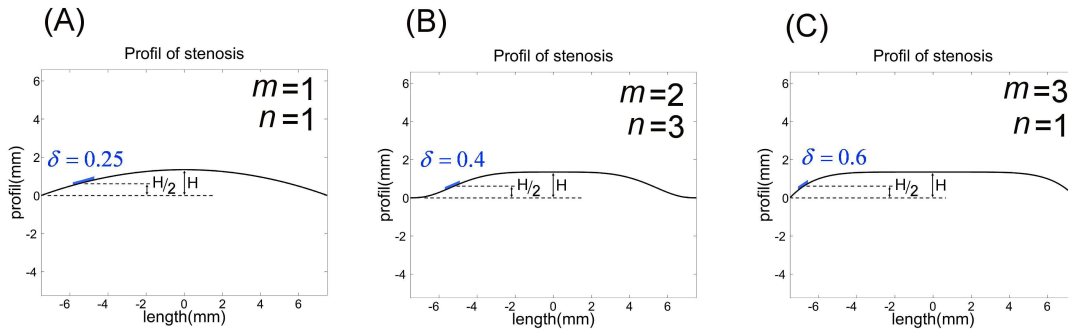 (A)
Profil of stenosis
m=1
n=1
δ = 0.25
H/2
H
profil(mm)
6
4
2
0
-2
-4
-6 -4 -2 0 2 4 6
length(mm)
(B)
Profil of stenosis
m=2
n=3
δ = 0.4
H/2
H
profil(mm)
6
4
2
0
-2
-4
-6 -4 -2 0 2 4 6
length(mm)
(C)
Profil of stenosis
m=3
n=1
δ = 0.6
H/2
H
profil(mm)
6
4
2
0
-2
-4
-6 -4 -2 0 2 4 6
length(mm)